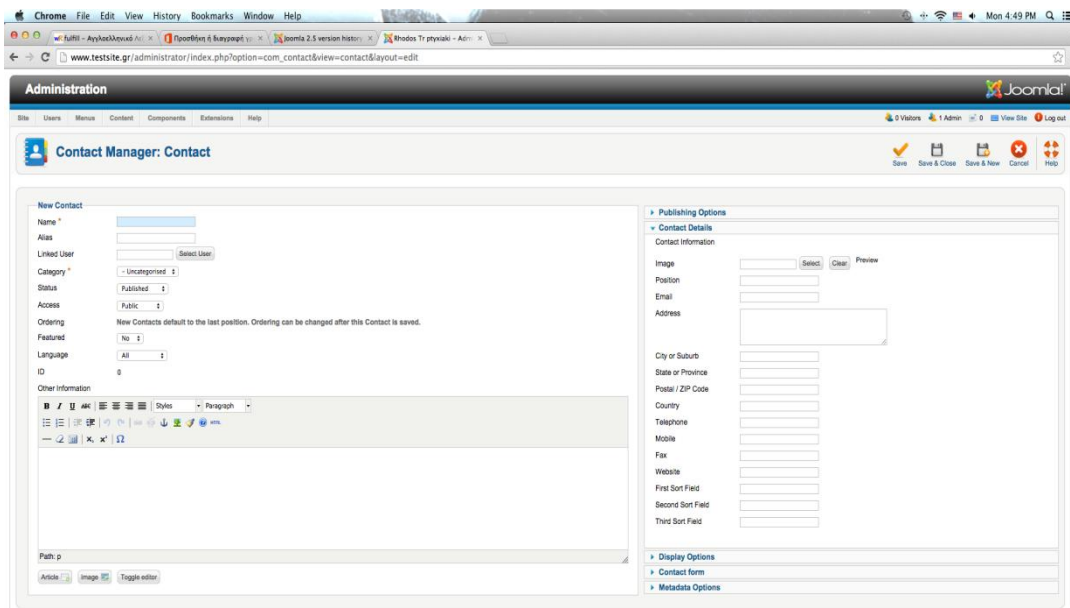 Chrome File Edit View History Bookmarks Window Help
Mon 4:49 PM
fulfill – Αγγλοελληνικό Λεξ
Προσθήκη ή διαγραφή γρ
Joomla 2.5 version history
Rhodos Tr ptyxiaki – Admi
www.testsite.gr/administrator/index.php?option=com_contact&view=contact&layout=edit
Administration
Joomla!
Site Users Menus Content Components Extensions Help
0 Visitors 1 Admin 0 View Site Log out
Contact Manager: Contact
Save Save & Close Save & New Cancel Help
New Contact
Name *
Alias
Linked User Select User
Category * - Uncategorised
Status Published
Access Public
Ordering New Contacts default to the last position. Ordering can be changed after this Contact is saved.
Featured No
Language All
ID 0
Other Information
B I U ABC Styles Paragraph
HTML
x, x' Ω
Path: p
Article Image Toggle editor
Publishing Options
Contact Details
Contact Information
Image Select Clear Preview
Position
Email
Address
City or Suburb
State or Province
Postal / ZIP Code
Country
Telephone
Mobile
Fax
Website
First Sort Field
Second Sort Field
Third Sort Field
Display Options
Contact form
Metadata Options